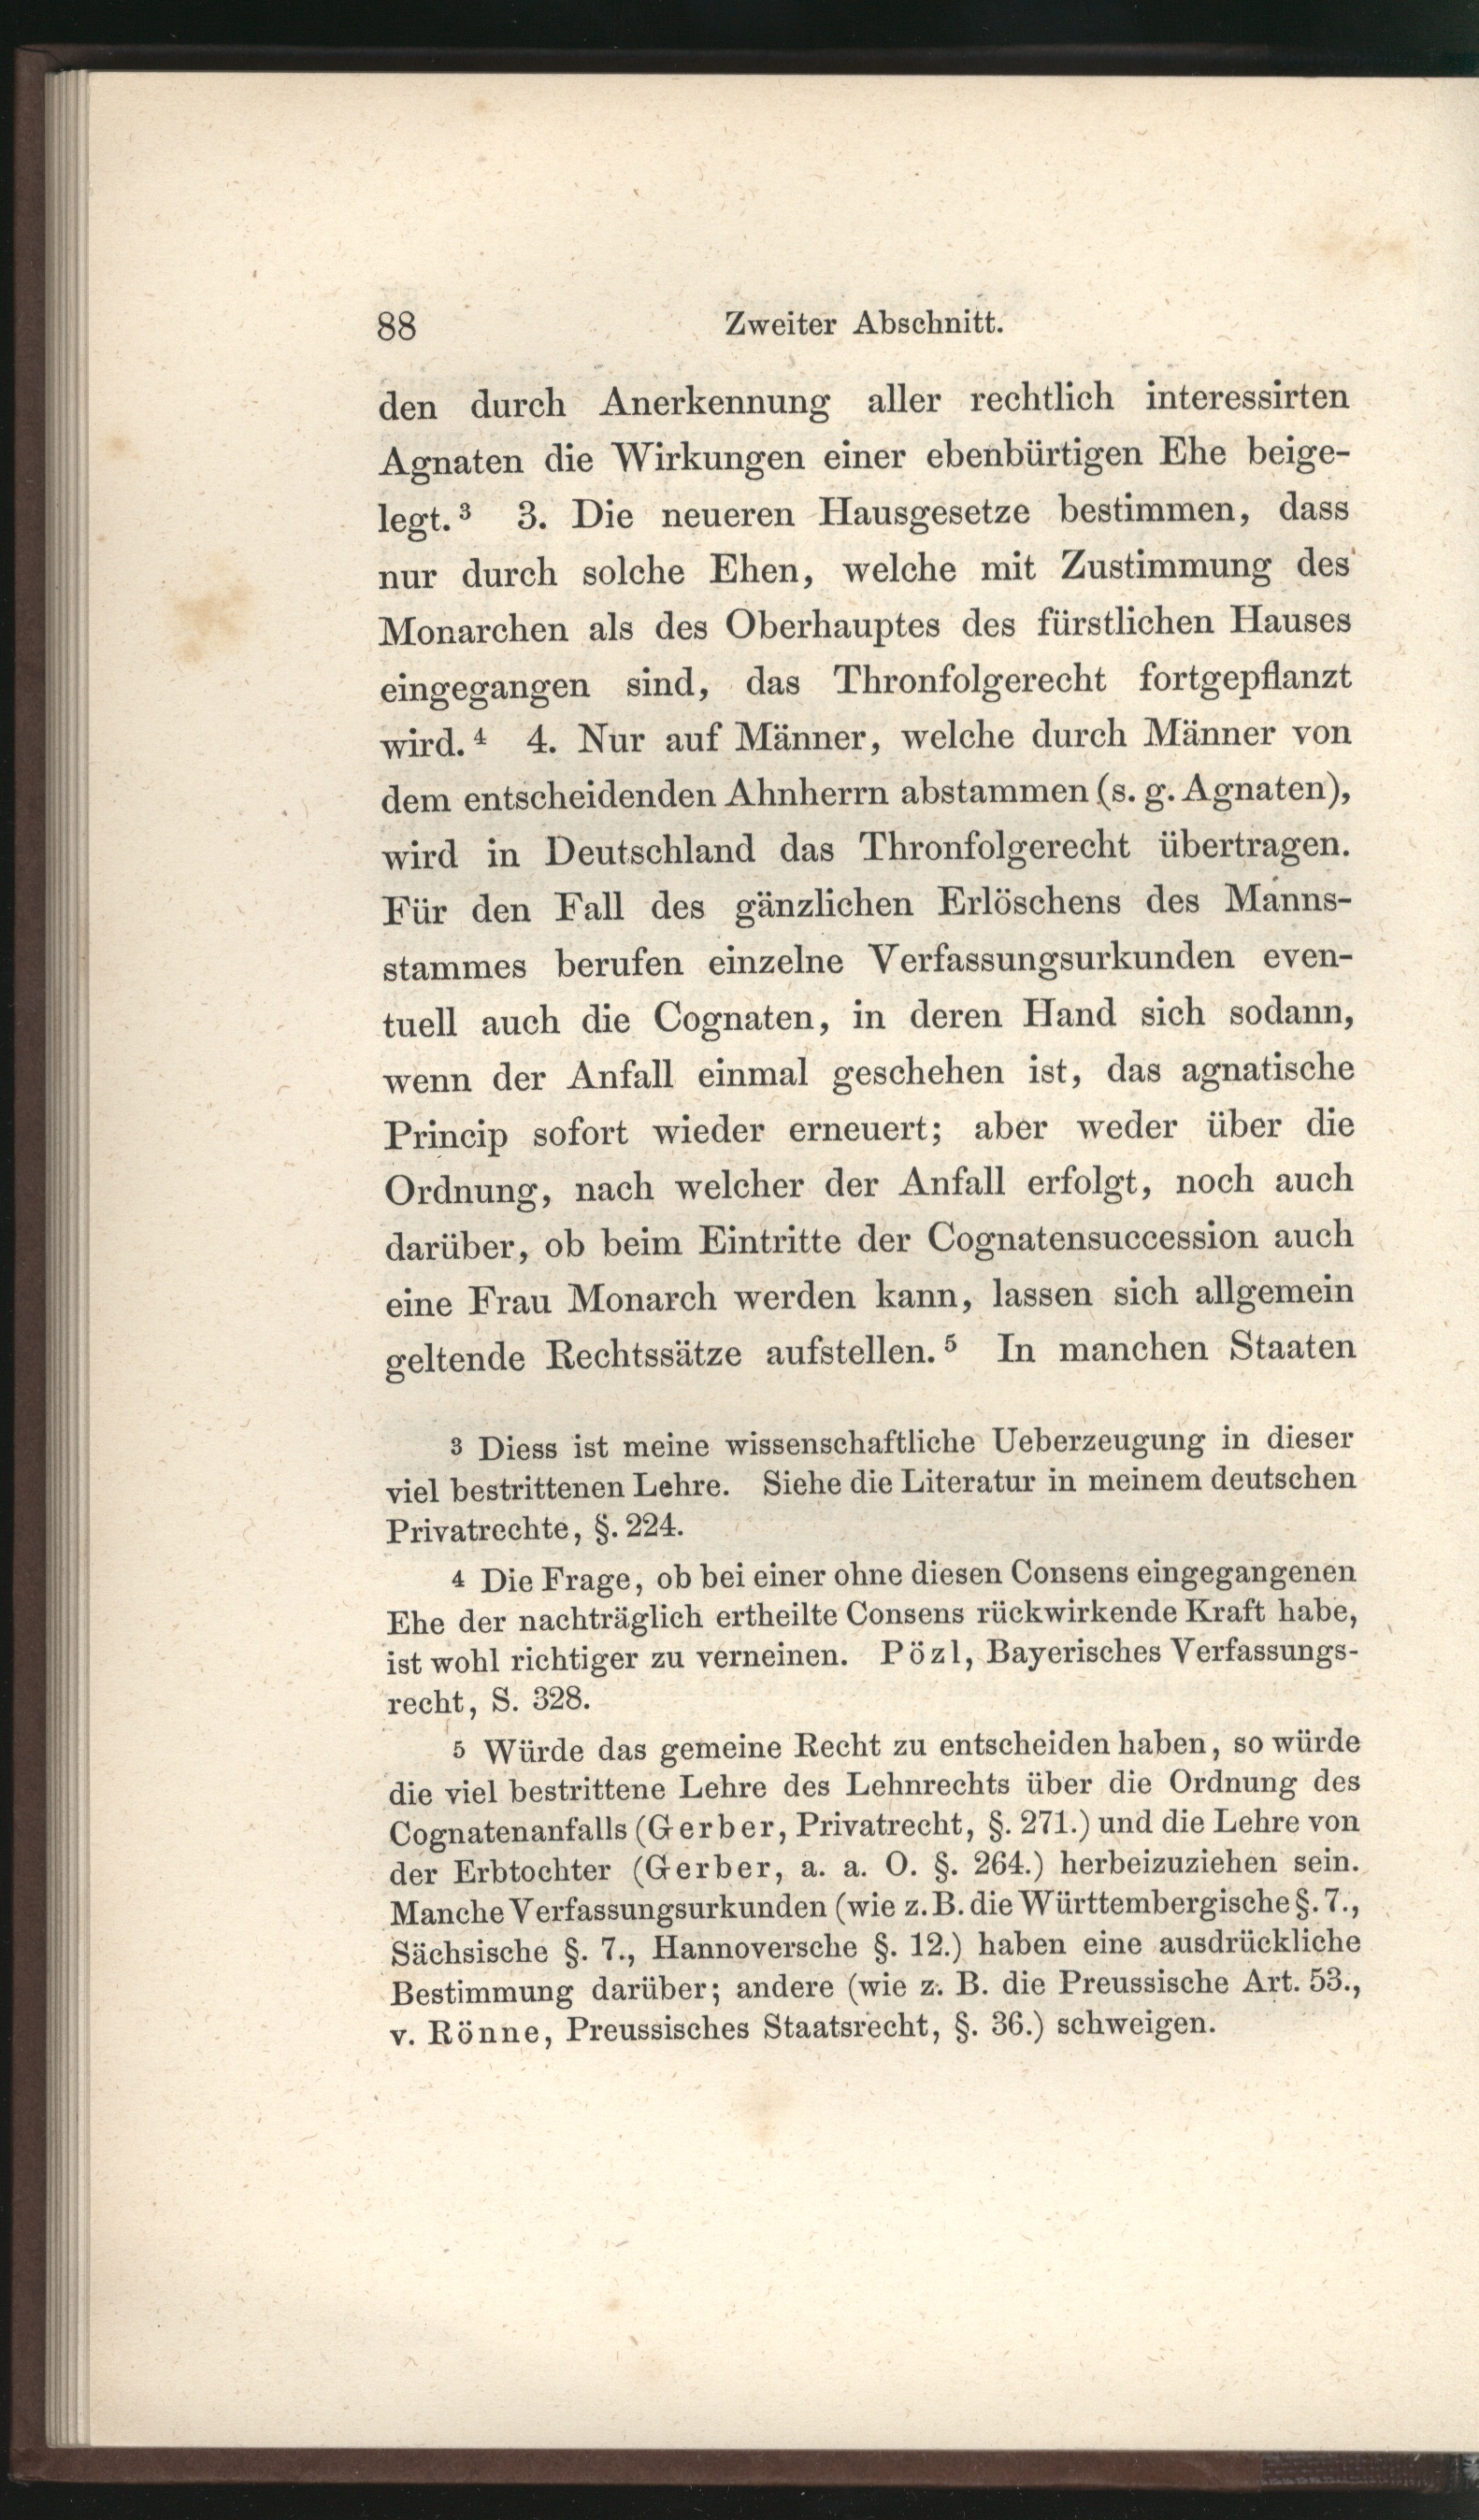 88 Zweiter Abschnitt.
den durch Anerkennung aller rechtlich interessirten
Agnaten die Wirkungen einer ebenbürtigen Ehe beige-
legt.³ 3. Die neueren Hausgesetze bestimmen, dass
nur durch solche Ehen, welche mit Zustimmung des
Monarchen als des Oberhauptes des fürstlichen Hauses
eingegangen sind, das Thronfolgerecht fortgepflanzt
wird.⁴ 4. Nur auf Männer, welche durch Männer von
dem entscheidenden Ahnherrn abstammen (s. g. Agnaten),
wird in Deutschland das Thronfolgerecht übertragen.
Für den Fall des gänzlichen Erlöschens des Manns-
stammes berufen einzelne Verfassungsurkunden even-
tuell auch die Cognaten, in deren Hand sich sodann,
wenn der Anfall einmal geschehen ist, das agnatische
Princip sofort wieder erneuert; aber weder über die
Ordnung, nach welcher der Anfall erfolgt, noch auch
darüber, ob beim Eintritte der Cognatensuccession auch
eine Frau Monarch werden kann, lassen sich allgemein
geltende Rechtssätze aufstellen.⁵ In manchen Staaten
3 Diess ist meine wissenschaftliche Ueberzeugung in dieser
viel bestrittenen Lehre. Siehe die Literatur in meinem deutschen
Privatrechte, §. 224.
4 Die Frage, ob bei einer ohne diesen Consens eingegangenen
Ehe der nachträglich ertheilte Consens rückwirkende Kraft habe,
ist wohl richtiger zu verneinen. Pözl, Bayerisches Verfassungs-
recht, S. 328.
5 Würde das gemeine Recht zu entscheiden haben, so würde
die viel bestrittene Lehre des Lehnrechts über die Ordnung des
Cognatenanfalls (Gerber, Privatrecht, §. 271.) und die Lehre von
der Erbtochter (Gerber, a. a. O. §. 264.) herbeizuziehen sein.
Manche Verfassungsurkunden (wie z. B. die Württembergische §. 7.,
Sächsische §. 7., Hannoversche §. 12.) haben eine ausdrückliche
Bestimmung darüber; andere (wie z. B. die Preussische Art. 53.,
v. Rönne, Preussisches Staatsrecht, §. 36.) schweigen.